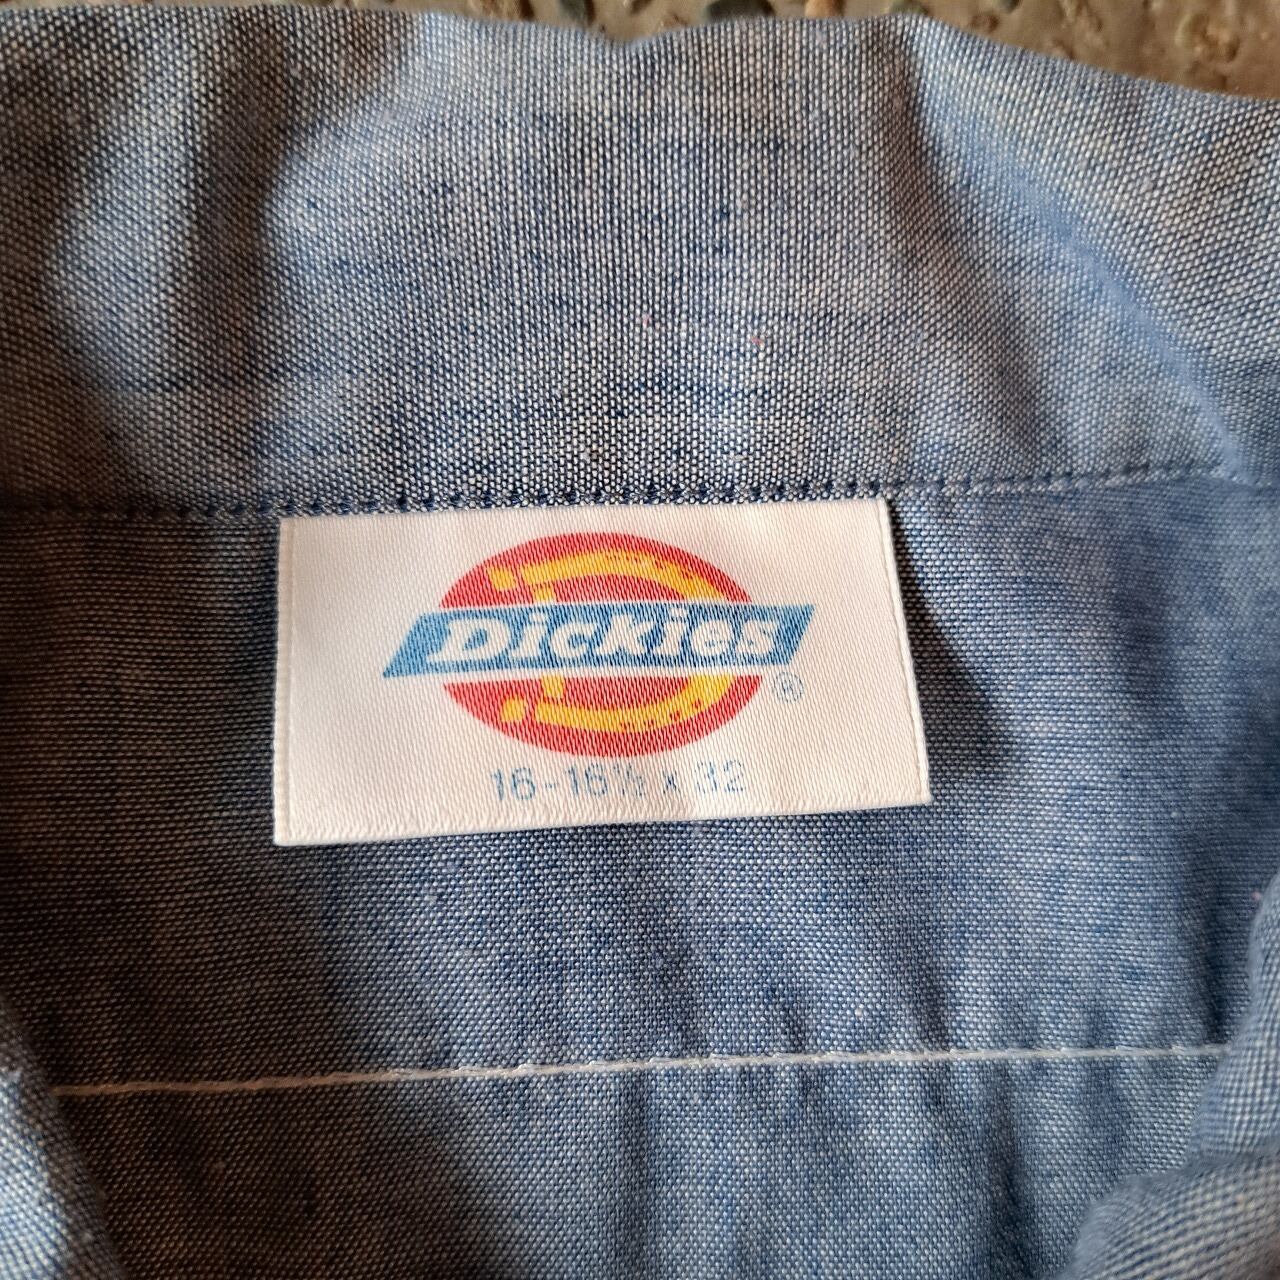 Dickies
®
16-16½ x 32